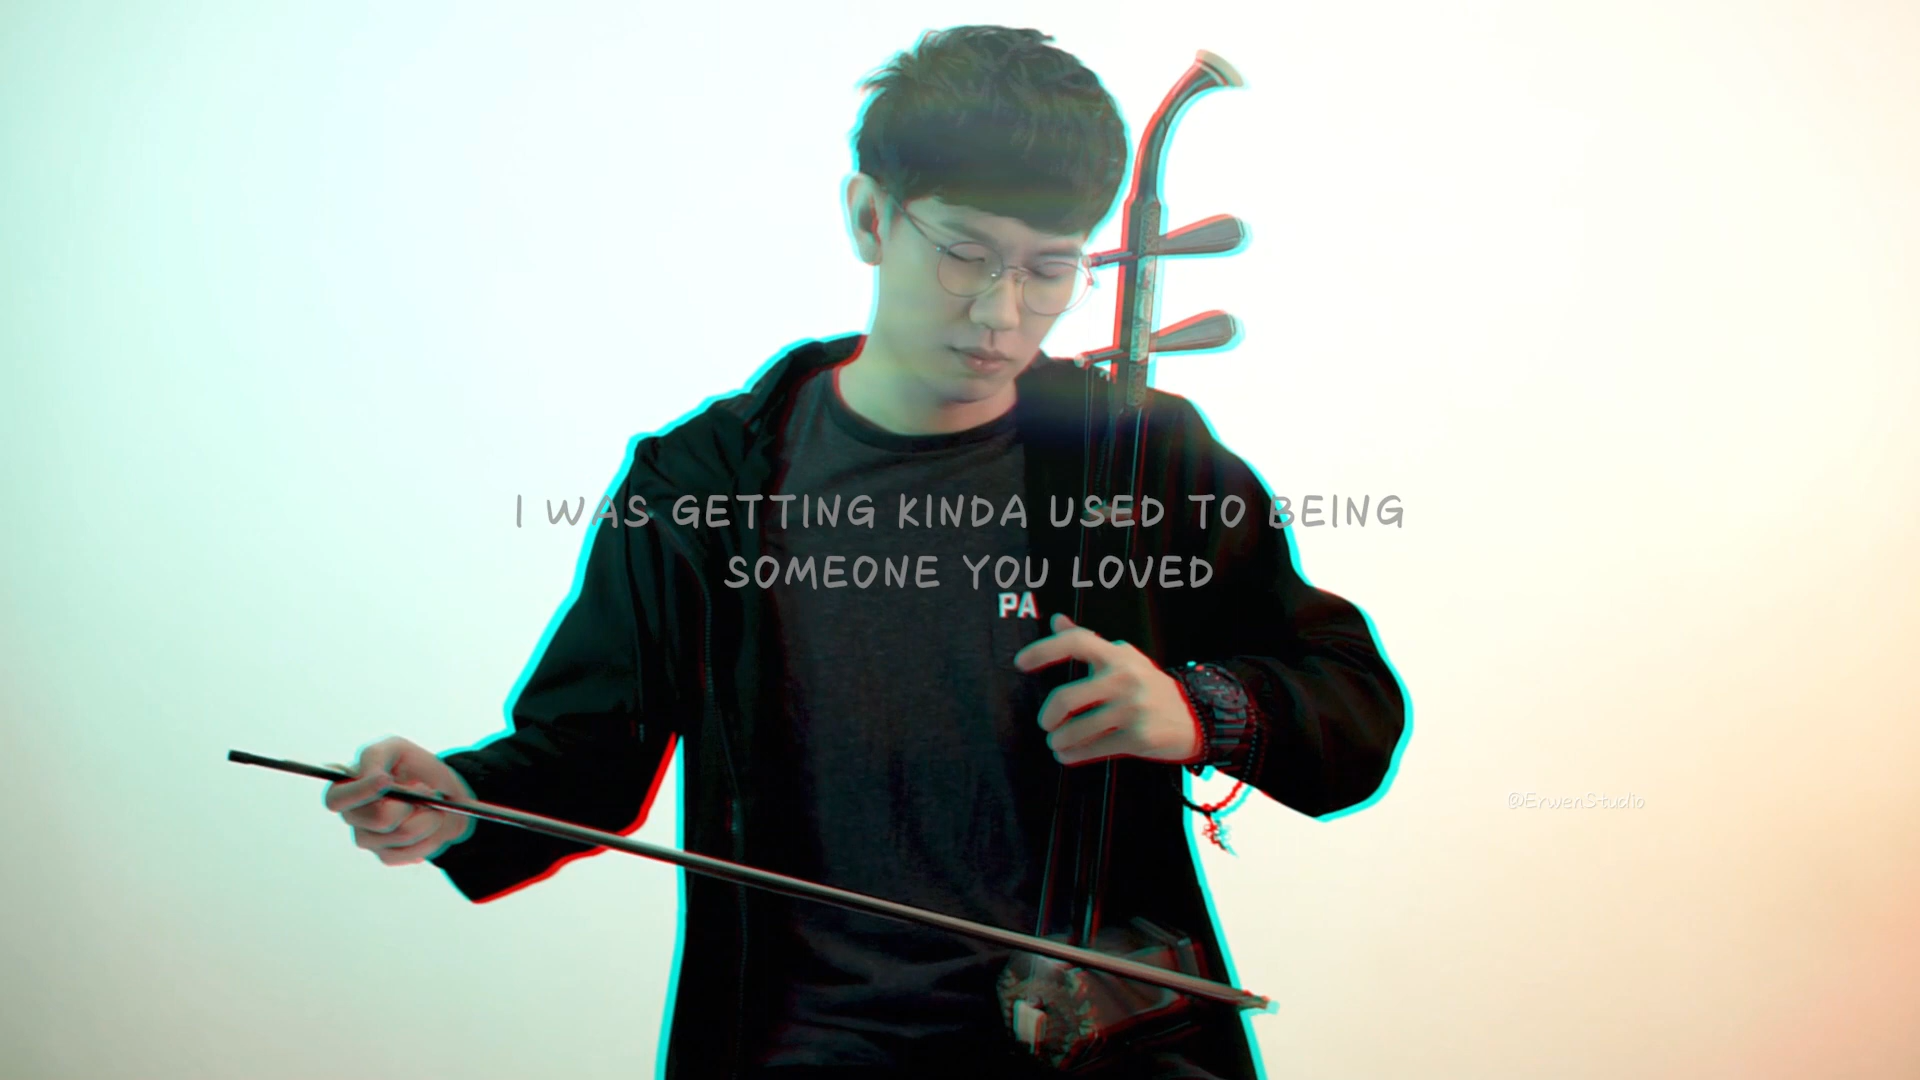 I WAS GETTING KINDA USED TO BEING
SOMEONE YOU LOVED
PA
@ErwenStudio